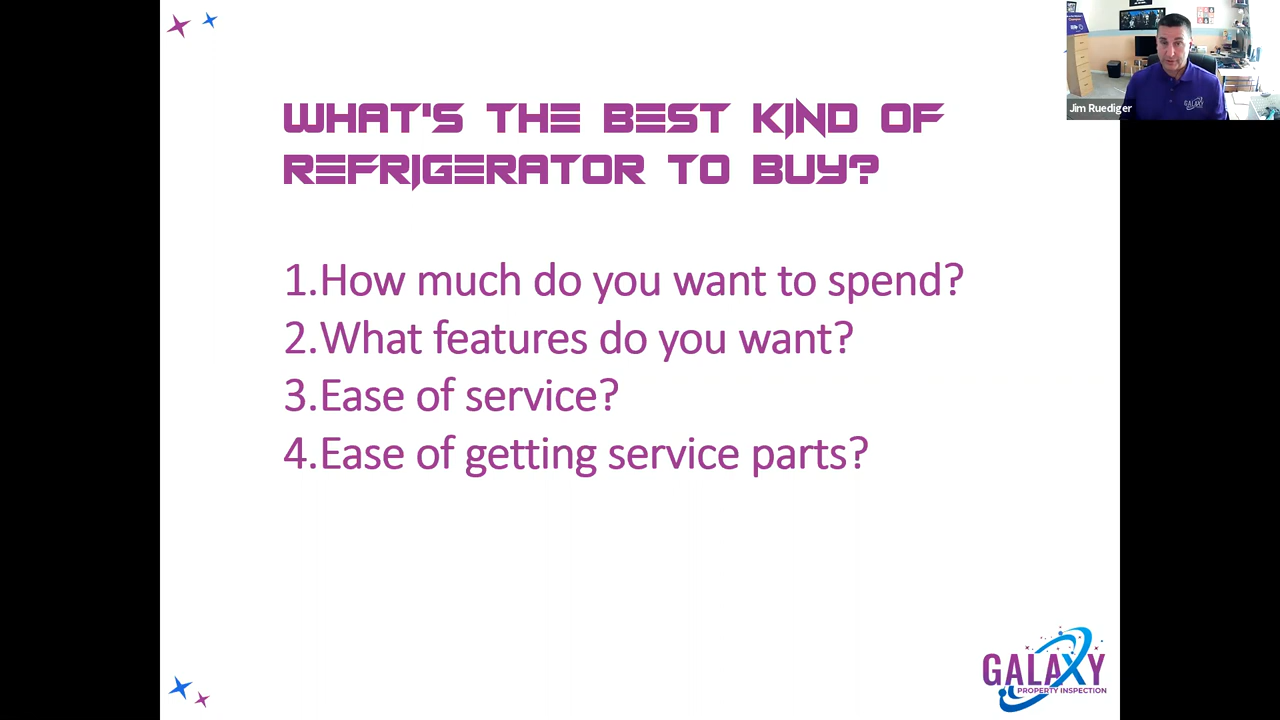 Jim Ruediger
GALAXY
WHAT'S THE BEST KIND OF
REFRIGERATOR TO BUY?
1.How much do you want to spend?
2.What features do you want?
3.Ease of service?
4.Ease of getting service parts?
GALAXY
PROPERTY INSPECTION